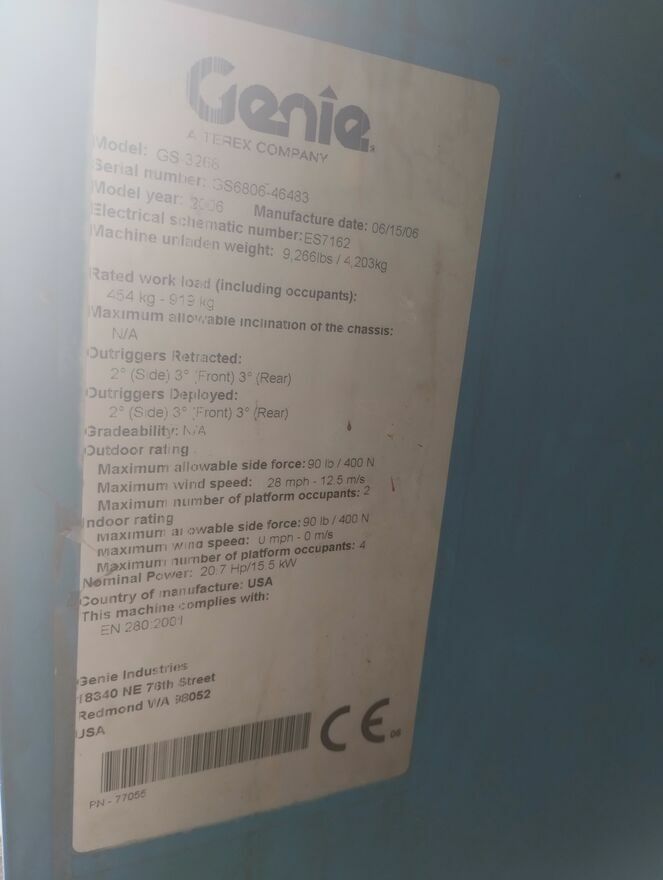 Genie
A TEREX COMPANY
Model: GS-3268
Serial number: GS6806-46483
Model year: 2006 Manufacture date: 06/15/06
Electrical schematic number: ES7162
Machine unladen weight: 9,266lbs / 4,203kg
Rated work load (including occupants):
454 kg - 919 kg
Maximum allowable inclination of the chassis:
N/A
Outriggers Retracted:
2° (Side) 3° (Front) 3° (Rear)
Outriggers Deployed:
2° (Side) 3° (Front) 3° (Rear)
Gradeability: N/A
Outdoor rating
Maximum allowable side force: 90 lb / 400 N
Maximum wind speed: 28 mph - 12.5 m/s
Maximum number of platform occupants: 2
Indoor rating
Maximum allowable side force: 90 lb / 400 N
Maximum wind speed: 0 mph - 0 m/s
Maximum number of platform occupants: 4
Nominal Power: 20.7 Hp/15.5 kW
Country of manufacture: USA
This machine complies with:
EN 280:2001
Genie Industries
18340 NE 76th Street
Redmond WA 98052
USA
CE 06
PN - 77055